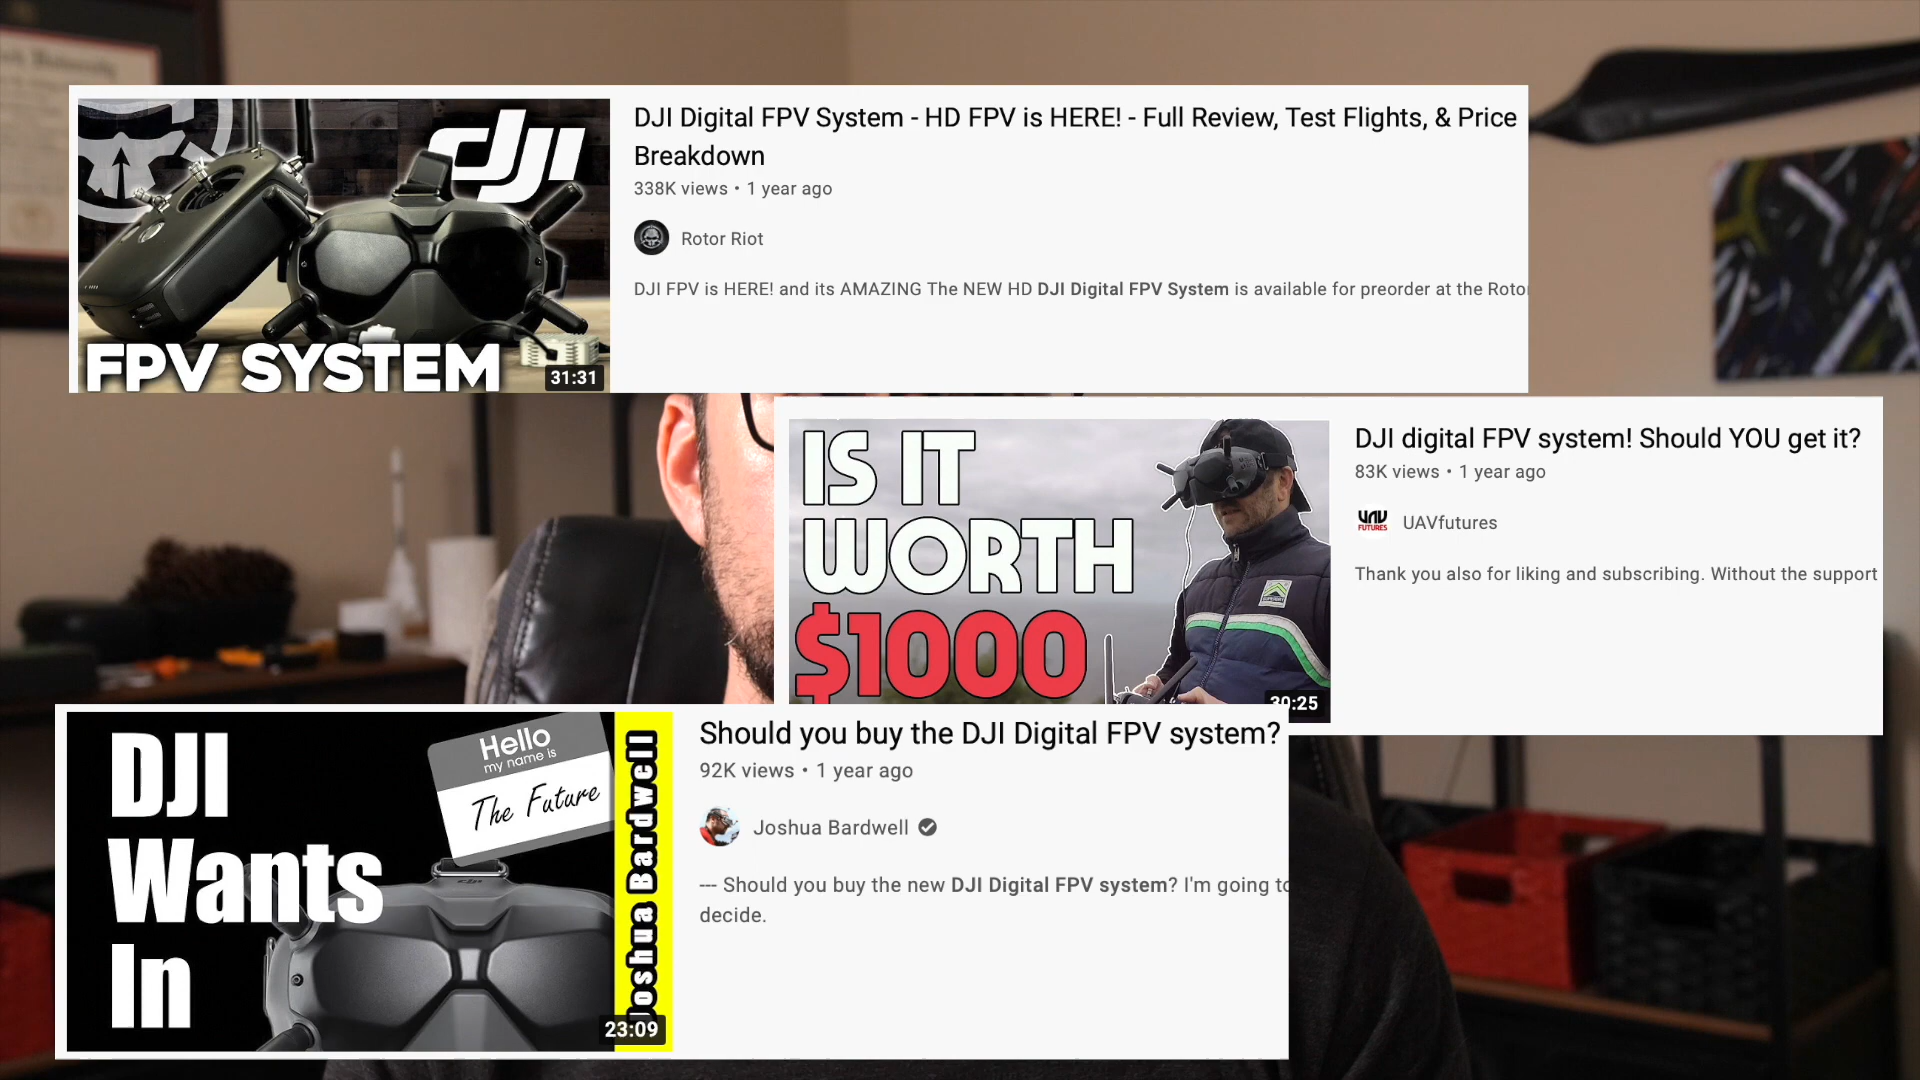 dji
FPV SYSTEM
31:31
DJI Digital FPV System - HD FPV is HERE! - Full Review, Test Flights, & Price
Breakdown
338K views • 1 year ago
Rotor Riot
DJI FPV is HERE! and its AMAZING The NEW HD DJI Digital FPV System is available for preorder at the Roto
IS IT
WORTH
$1000
30:25
DJI digital FPV system! Should YOU get it?
83K views • 1 year ago
UAV
FUTURES
UAVfutures
Thank you also for liking and subscribing. Without the support
DJI
Wants
In
Hello
my name is
The Future
Joshua Bardwell
23:09
Should you buy the DJI Digital FPV system?
92K views • 1 year ago
Joshua Bardwell
--- Should you buy the new DJI Digital FPV system? I'm going to
decide.